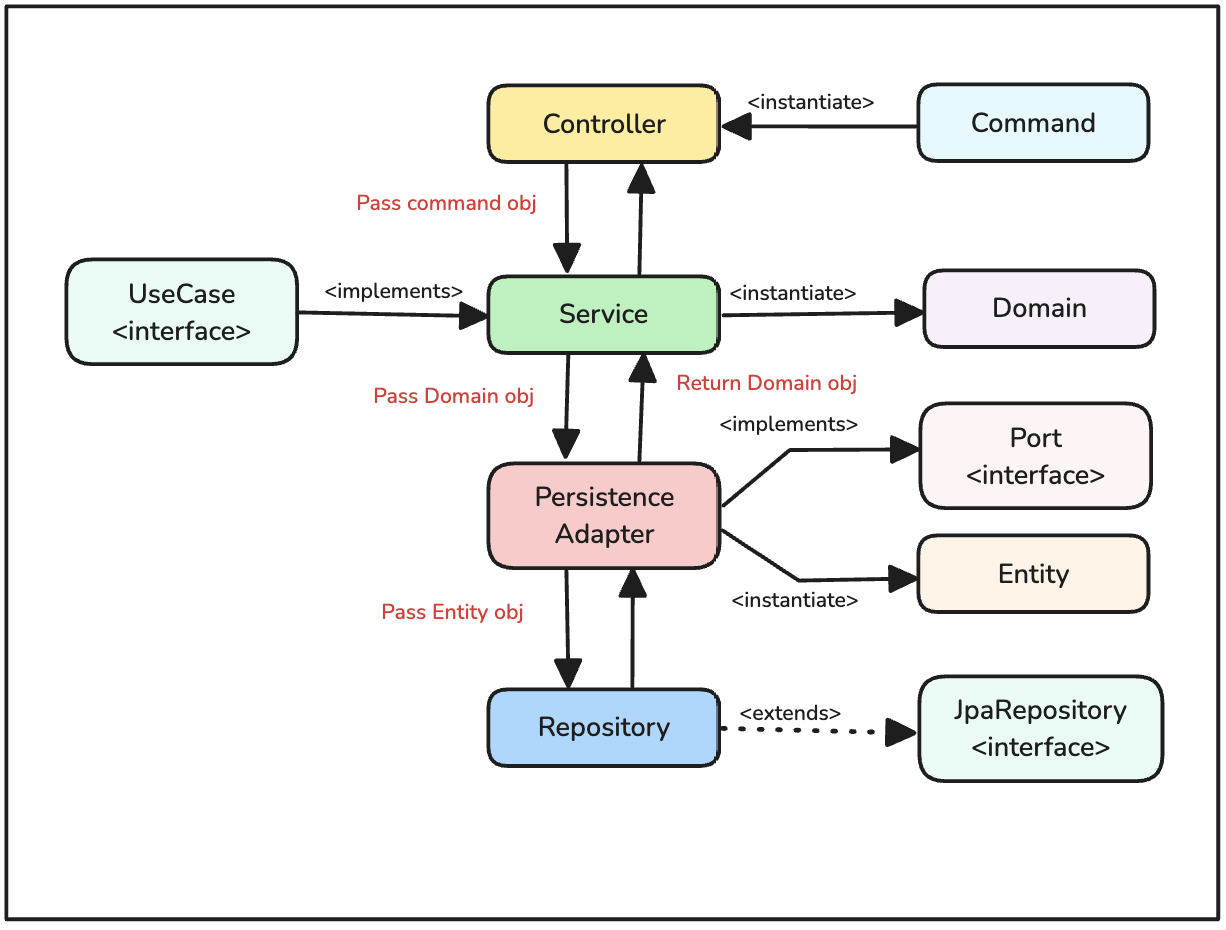 Controller
<instantiate>
Command
Pass command obj
UseCase
<interface>
<implements>
Service
<instantiate>
Domain
Pass Domain obj
Return Domain obj
<implements>
Port
<interface>
Persistence
Adapter
Entity
<instantiate>
Pass Entity obj
Repository
<extends>
JpaRepository
<interface>